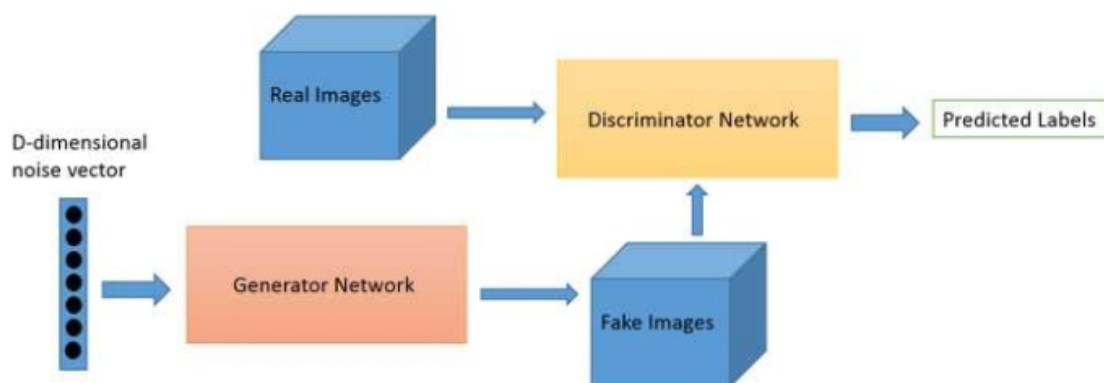 Real Images
Discriminator Network
Predicted Labels
D-dimensional
noise vector
Generator Network
Fake Images